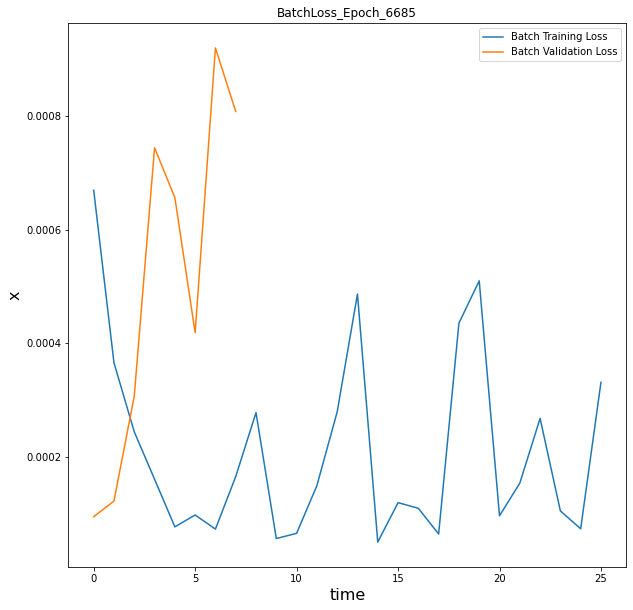 BatchLoss_Epoch_6685
Batch Training Loss
Batch Validation Loss
0.0008
0.0006
0.0004
0.0002
x
0 5 10 15 20 25
time